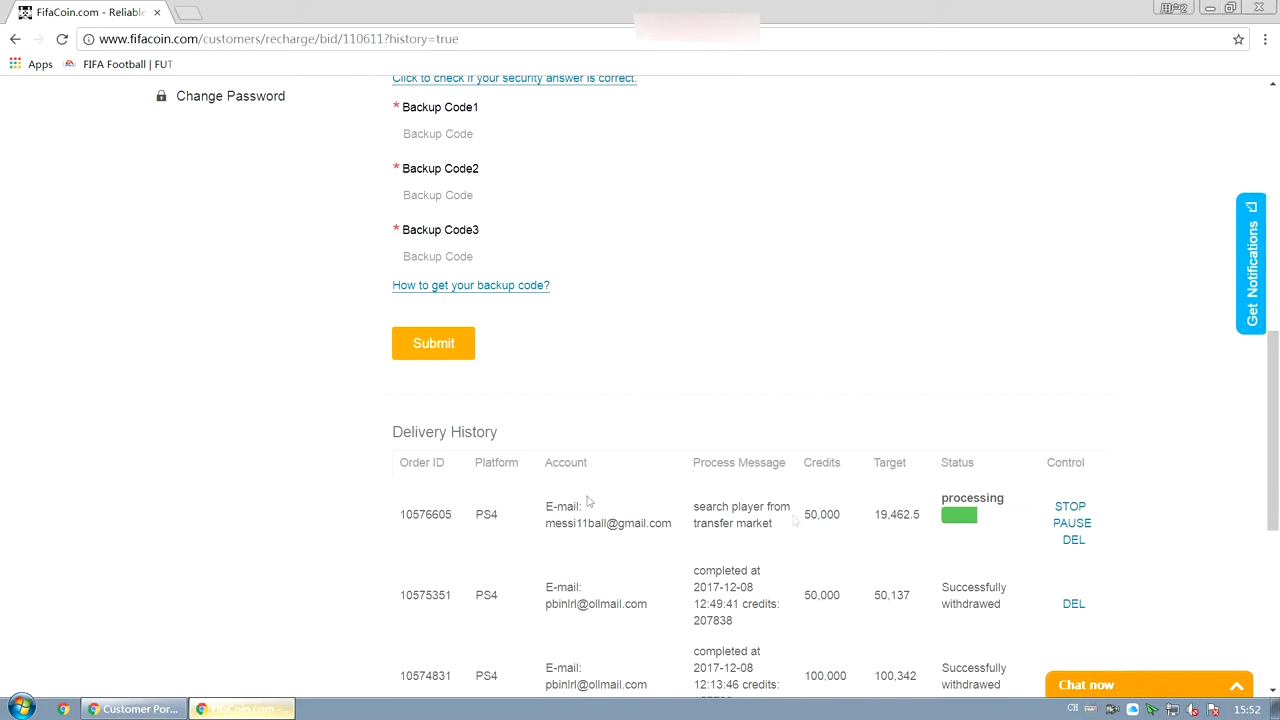 FifaCoin.com - Reliable
用户2
www.fifacoin.com/customers/recharge/bid/110611?history=true
Apps FIFA Football | FUT
Click to check if your security answer is correct.
Change Password
* Backup Code1
Backup Code
* Backup Code2
Backup Code
* Backup Code3
Backup Code
How to get your backup code?
Submit
Get Notifications
Delivery History
Order ID Platform Account Process Message Credits Target Status Control
10576605 PS4 E-mail: messi11ball@gmail.com search player from transfer market 50,000 19,462.5 processing STOP PAUSE DEL
10575351 PS4 E-mail: pbinlrl@ollmail.com completed at 2017-12-08 12:49:41 credits: 207838 50,000 50,137 Successfully withdrawed DEL
10574831 PS4 E-mail: pbinlrl@ollmail.com completed at 2017-12-08 12:13:46 credits: 100,000 100,342 Successfully withdrawed
Chat now
Customer Por... FifaCoin.com -... CH 15:52